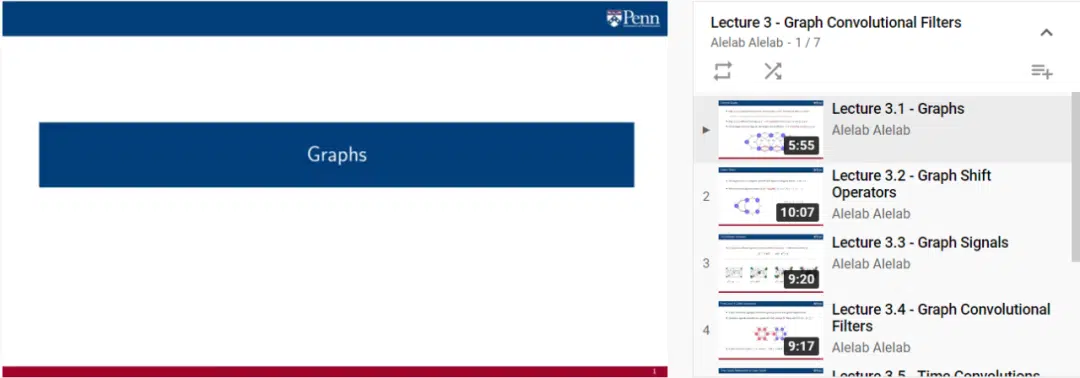 Penn
Graphs
1
Lecture 3 - Graph Convolutional Filters
Alelab Alelab - 1 / 7
Lecture 3.1 - Graphs
Alelab Alelab
5:55
2
Lecture 3.2 - Graph Shift
Operators
Alelab Alelab
10:07
3
Lecture 3.3 - Graph Signals
Alelab Alelab
9:20
4
Lecture 3.4 - Graph Convolutional
Filters
Alelab Alelab
9:17
Lecture 3.5 - Time Convolutions